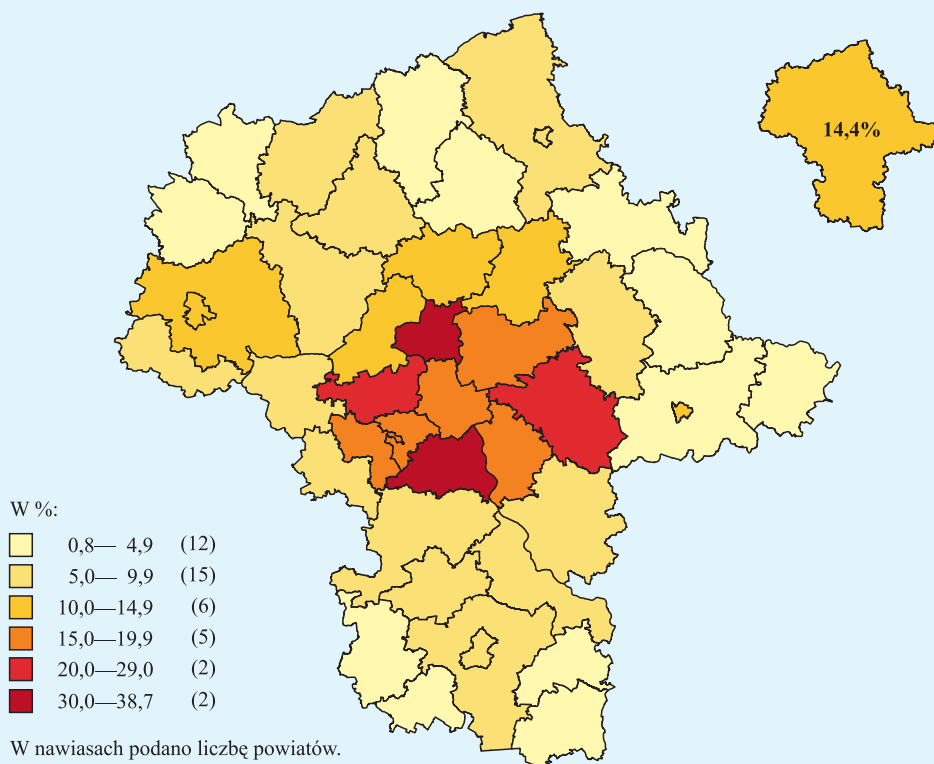 14,4%
W %:
0,8— 4,9 (12)
5,0— 9,9 (15)
10,0—14,9 (6)
15,0—19,9 (5)
20,0—29,0 (2)
30,0—38,7 (2)
W nawiasach podano liczbę powiatów.